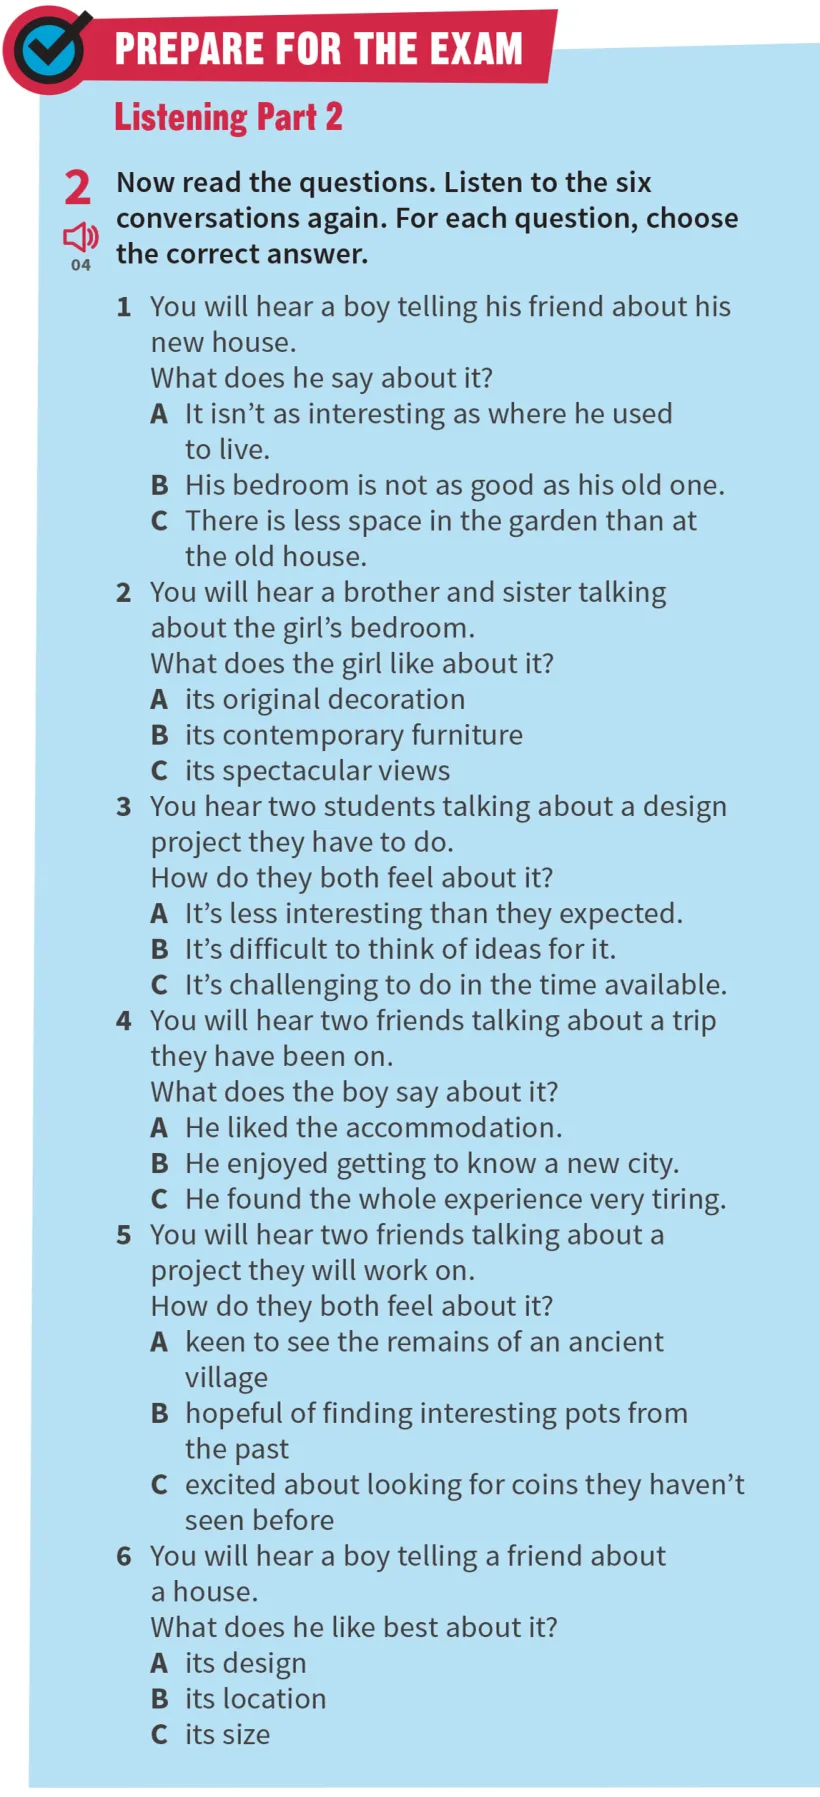 PREPARE FOR THE EXAM
Listening Part 2
2 Now read the questions. Listen to the six
conversations again. For each question, choose
04 the correct answer.
1 You will hear a boy telling his friend about his
new house.
What does he say about it?
A It isn’t as interesting as where he used
to live.
B His bedroom is not as good as his old one.
C There is less space in the garden than at
the old house.
2 You will hear a brother and sister talking
about the girl’s bedroom.
What does the girl like about it?
A its original decoration
B its contemporary furniture
C its spectacular views
3 You hear two students talking about a design
project they have to do.
How do they both feel about it?
A It’s less interesting than they expected.
B It’s difficult to think of ideas for it.
C It’s challenging to do in the time available.
4 You will hear two friends talking about a trip
they have been on.
What does the boy say about it?
A He liked the accommodation.
B He enjoyed getting to know a new city.
C He found the whole experience very tiring.
5 You will hear two friends talking about a
project they will work on.
How do they both feel about it?
A keen to see the remains of an ancient
village
B hopeful of finding interesting pots from
the past
C excited about looking for coins they haven’t
seen before
6 You will hear a boy telling a friend about
a house.
What does he like best about it?
A its design
B its location
C its size